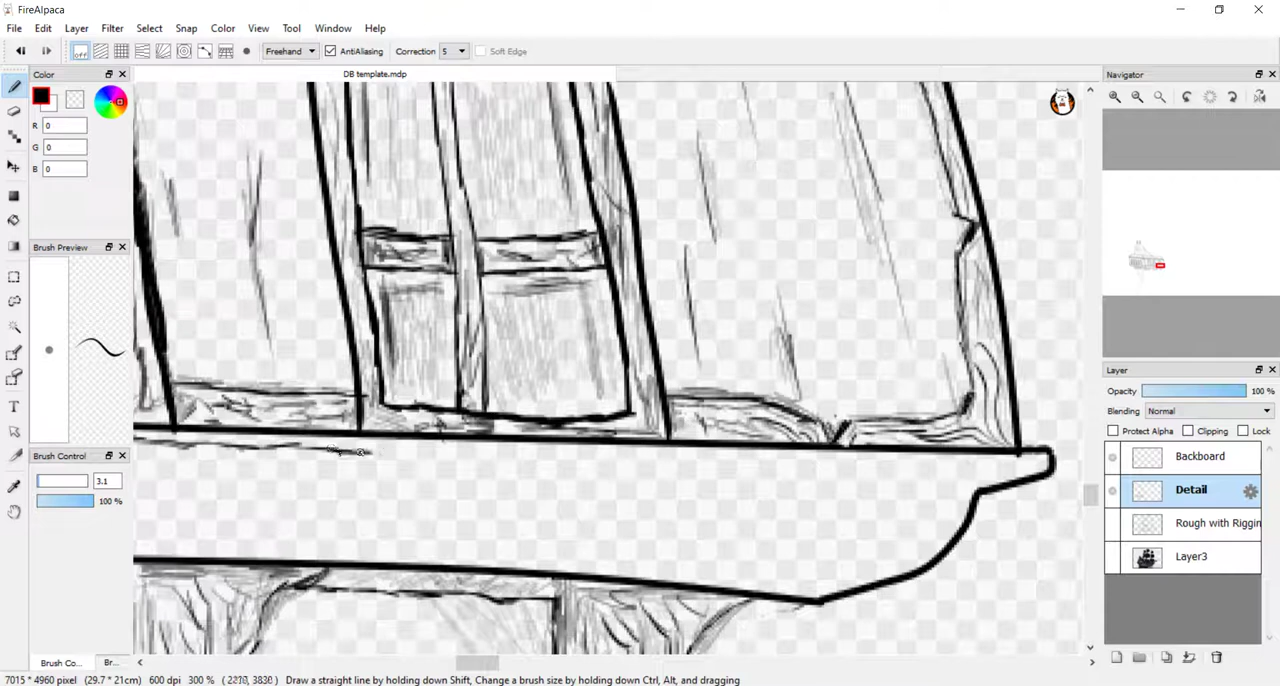 FireAlpaca
File Edit Layer Filter Select Snap Color View Tool Window Help
off Freehand AntiAliasing Correction 5 Soft Edge
Color
DB template.mdp
Navigator
R 0
G 0
B 0
Brush Preview
Layer
Opacity 100 %
Blending Normal
Protect Alpha Clipping Lock
Backboard
Brush Control
3.1
Detail
100 %
Rough with Riggin
Layer3
Brush Co... Br...
7015 * 4960 pixel (29.7 * 21cm) 600 dpi 300 % Draw a straight line by holding down Shift, Change a brush size by holding down Ctrl, Alt, and dragging